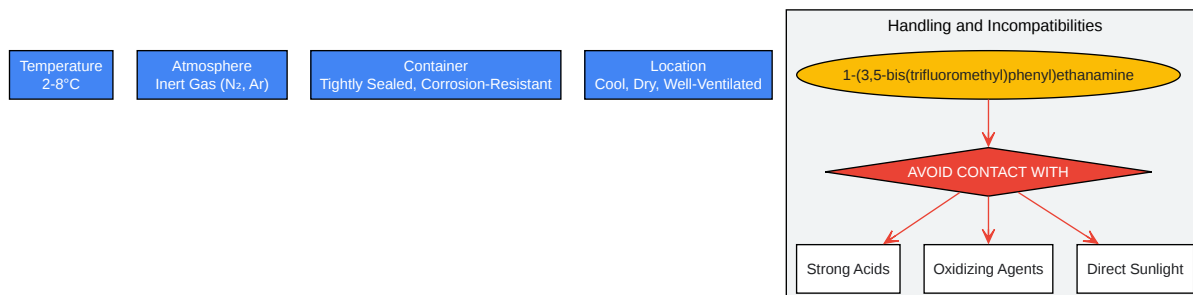 Handling and Incompatibilities
Temperature
2-8°C
Atmosphere
Inert Gas (N₂, Ar)
Container
Tightly Sealed, Corrosion-Resistant
Location
Cool, Dry, Well-Ventilated
1-(3,5-bis(trifluoromethyl)phenyl)ethanamine
AVOID CONTACT WITH
Strong Acids
Oxidizing Agents
Direct Sunlight